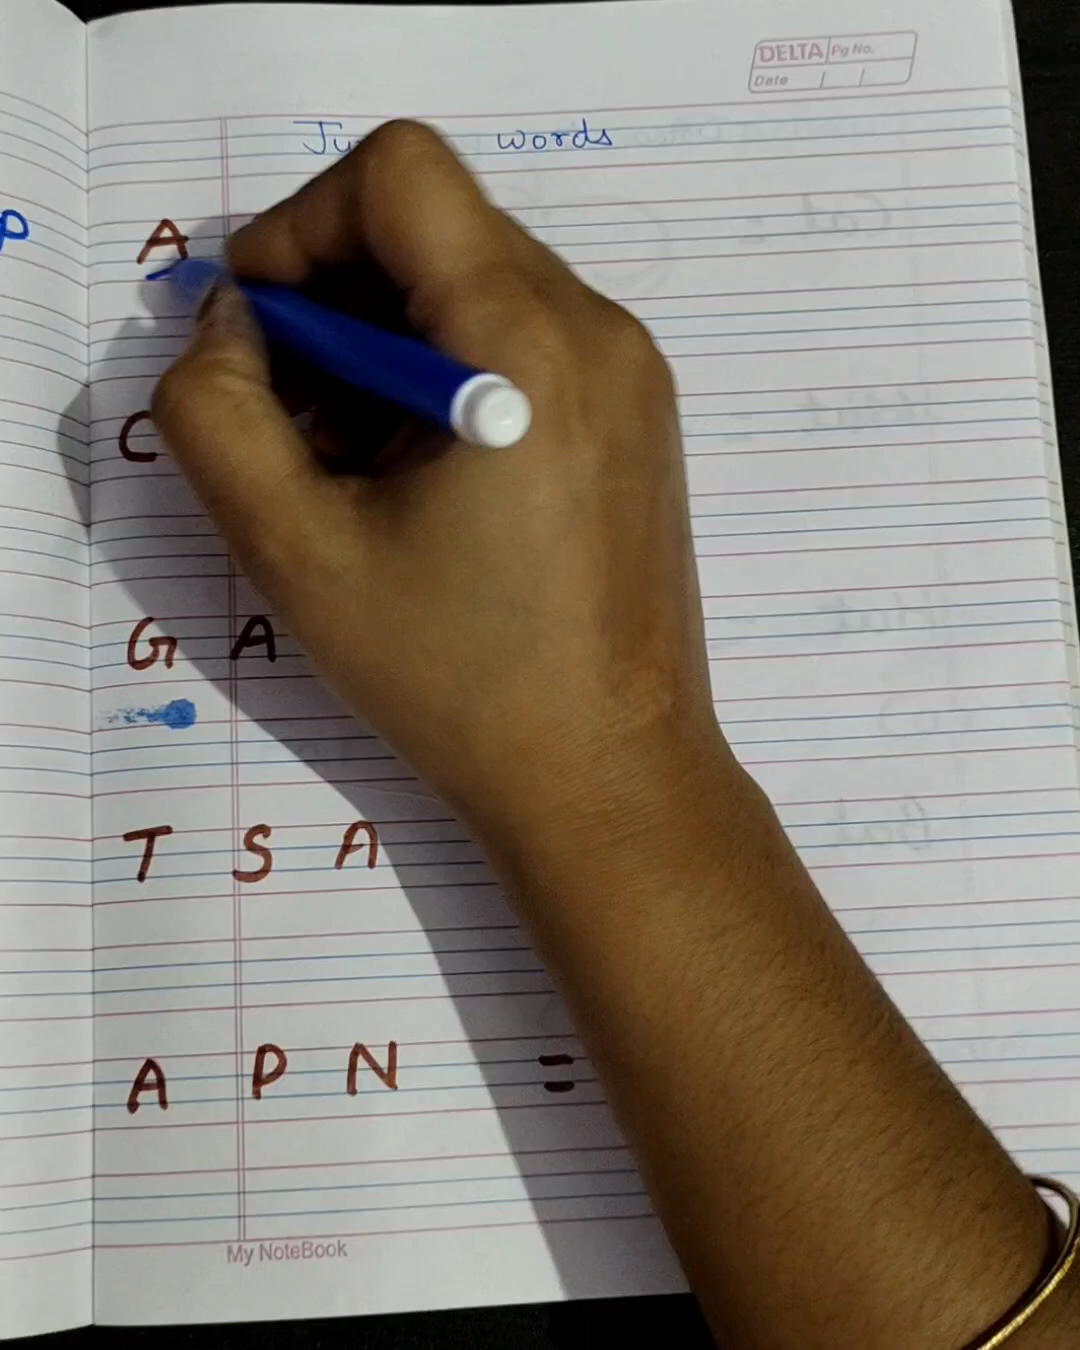 DELTA Pg No.
Date
words
P
A
C
G A
T S A
A P N =
My NoteBook